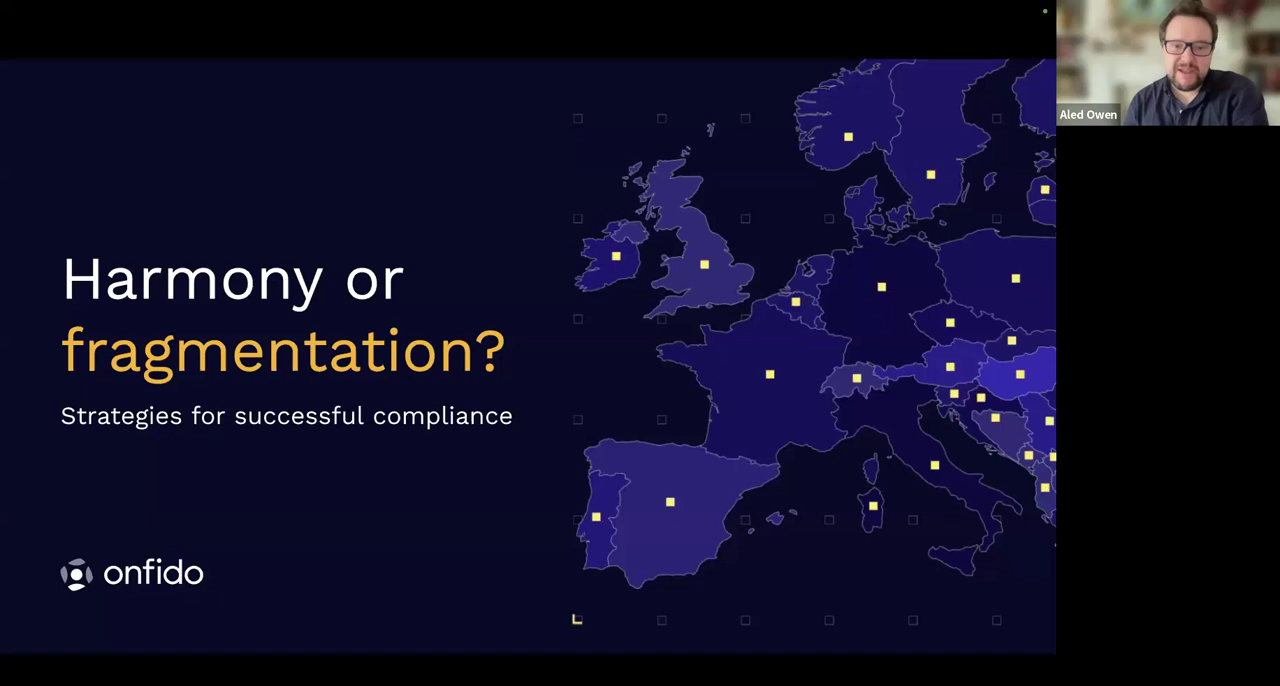 Harmony or
fragmentation?
Strategies for successful compliance
onfido
Aled Owen